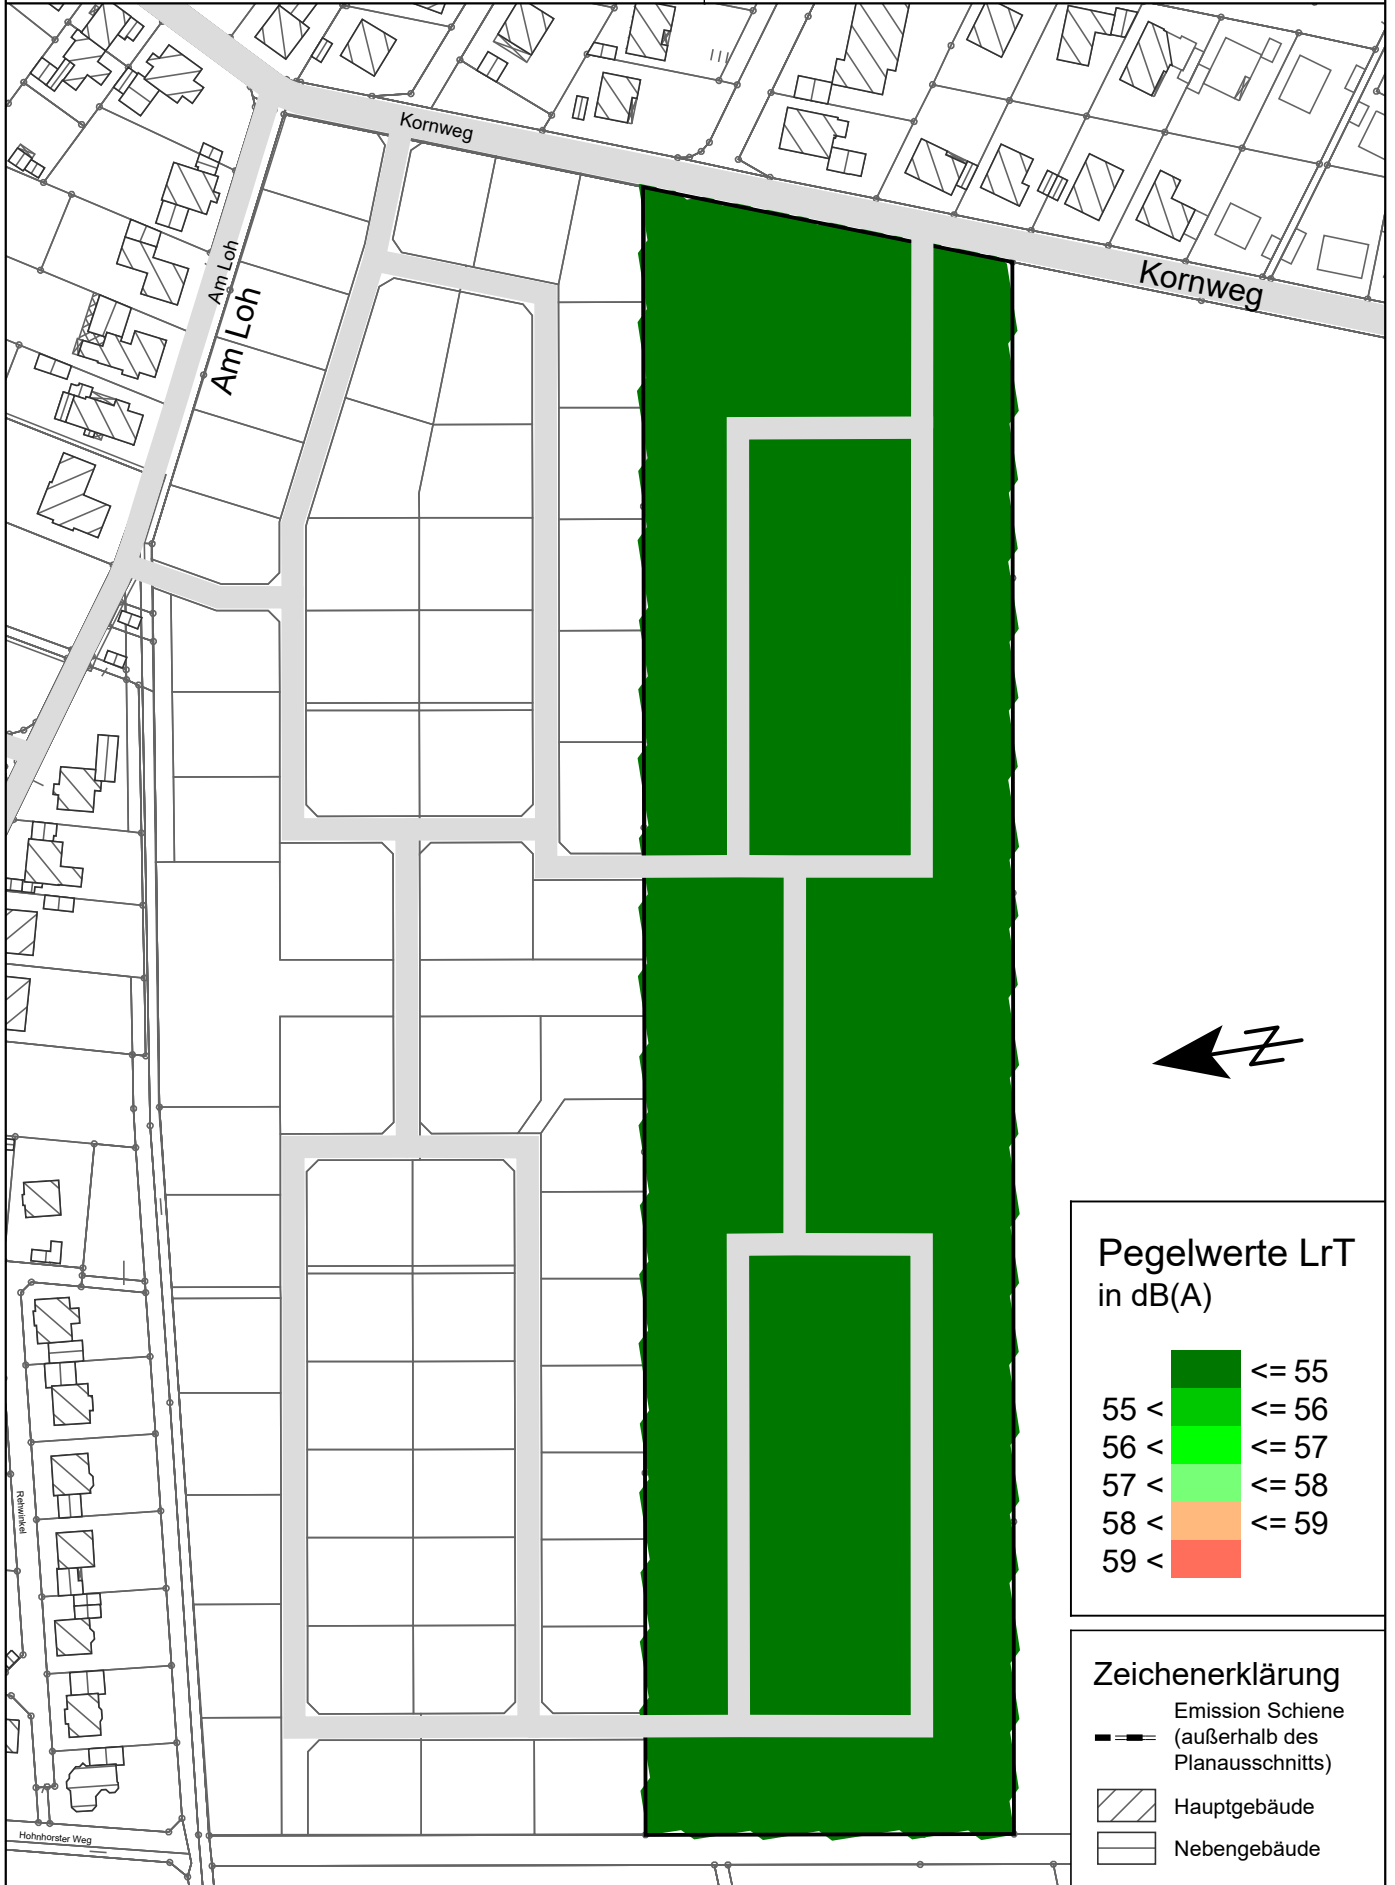 Kornweg
Am Loh
Am Loh
Kornweg
Pegelwerte LrT
in dB(A)
<= 55
55 < <= 56
56 < <= 57
57 < <= 58
58 < <= 59
59 <
Zeichenerklärung
Emission Schiene
(außerhalb des
Planausschnitts)
Hauptgebäude
Nebengebäude
Rehwinkel
Hohnhorster Weg